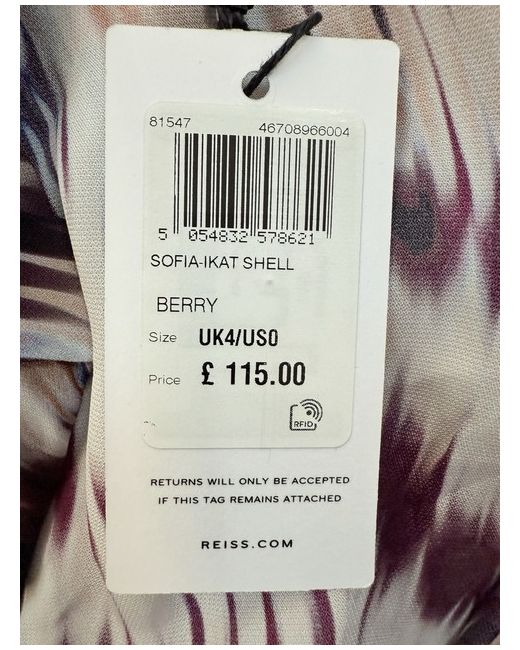 81547 46708966004
5 054832 578621
SOFIA-IKAT SHELL
BERRY
Size UK4/US0
Price £ 115.00
RFID
RETURNS WILL ONLY BE ACCEPTED
IF THIS TAG REMAINS ATTACHED
REISS.COM